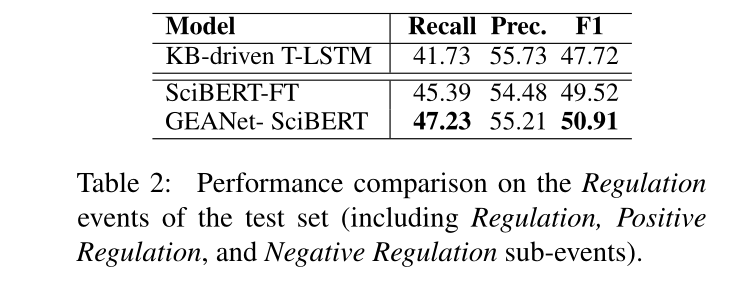 Model Recall Prec. F1
KB-driven T-LSTM 41.73 55.73 47.72
SciBERT-FT 45.39 54.48 49.52
GEANet- SciBERT 47.23 55.21 50.91
Table 2: Performance comparison on the Regulation
events of the test set (including Regulation, Positive
Regulation, and Negative Regulation sub-events).